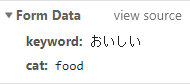 ▼ Form Data view source
keyword: おいしい
cat: food